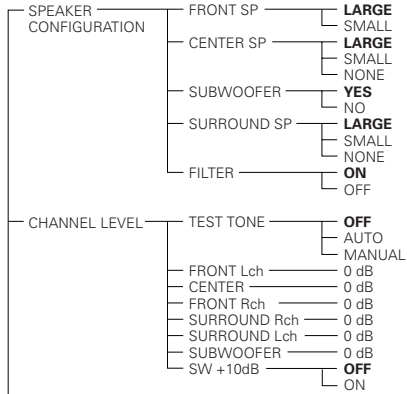 SPEAKER FRONT SP LARGE
CONFIGURATION SMALL
CENTER SP LARGE
SMALL
NONE
SUBWOOFER YES
NO
SURROUND SP LARGE
SMALL
NONE
FILTER ON
OFF
CHANNEL LEVEL TEST TONE OFF
AUTO
MANUAL
FRONT Lch 0 dB
CENTER 0 dB
FRONT Rch 0 dB
SURROUND Rch 0 dB
SURROUND Lch 0 dB
SUBWOOFER 0 dB
SW +10dB OFF
ON